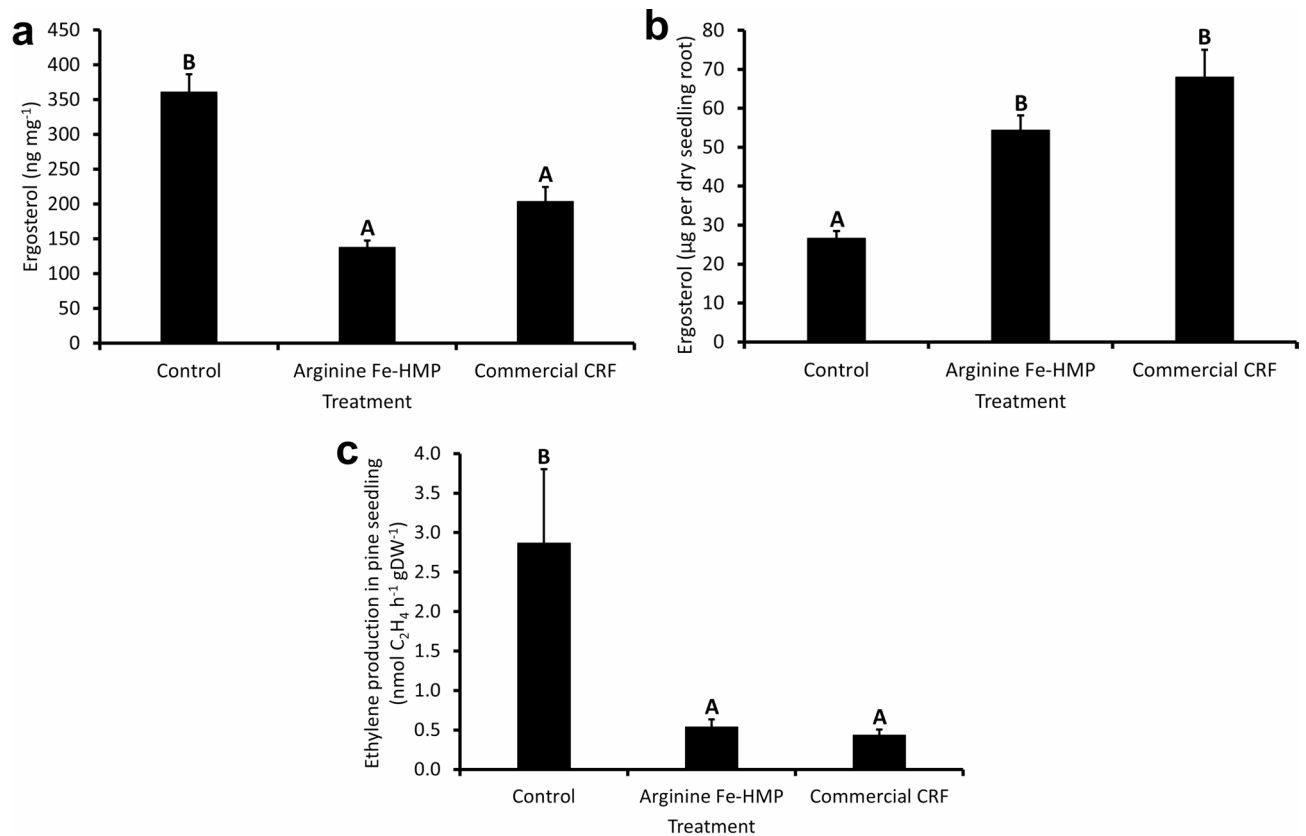 a
Ergosterol (ng mg⁻¹)
450
400
350
300
250
200
150
100
50
0
B
A
A
Control
Arginine Fe-HMP
Commercial CRF
Treatment
b
Ergosterol (µg per dry seedling root)
80
70
60
50
40
30
20
10
0
A
B
B
Control
Arginine Fe-HMP
Commercial CRF
Treatment
c
Ethylene production in pine seedling
(nmol C₂H₄ h⁻¹ gDW⁻¹)
4.0
3.5
3.0
2.5
2.0
1.5
1.0
0.5
0.0
B
A
A
Control
Arginine Fe-HMP
Commercial CRF
Treatment